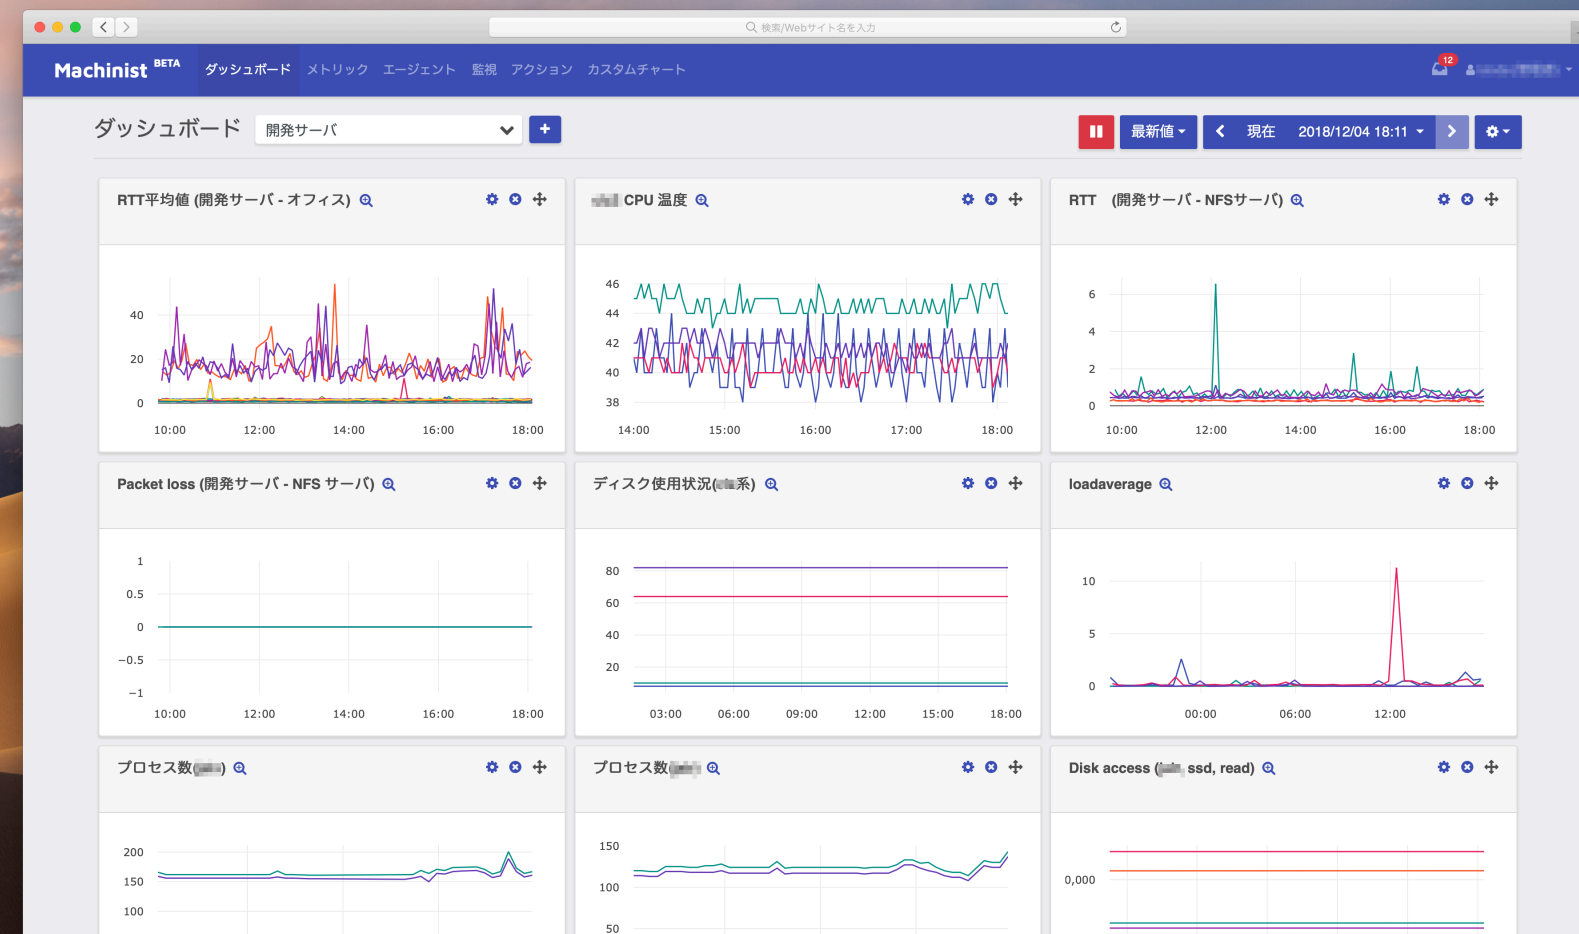 検索/Webサイト名を入力
Machinist BETA
ダッシュボード メトリック エージェント 監視 アクション カスタムチャート
12
ダッシュボード
開発サーバ
+
最新値
現在 2018/12/04 18:11
RTT平均値 (開発サーバ - オフィス)
40
20
0
10:00 12:00 14:00 16:00 18:00
CPU 温度
46
44
42
40
38
14:00 15:00 16:00 17:00 18:00
RTT (開発サーバ - NFSサーバ)
6
4
2
0
10:00 12:00 14:00 16:00 18:00
Packet loss (開発サーバ - NFS サーバ)
1
0.5
0
−0.5
−1
10:00 12:00 14:00 16:00 18:00
ディスク使用状況( 系)
80
60
40
20
03:00 06:00 09:00 12:00 15:00 18:00
loadaverage
10
5
0
00:00 06:00 12:00
プロセス数( )
200
150
100
プロセス数( )
150
100
50
Disk access ( ssd, read)
0,000